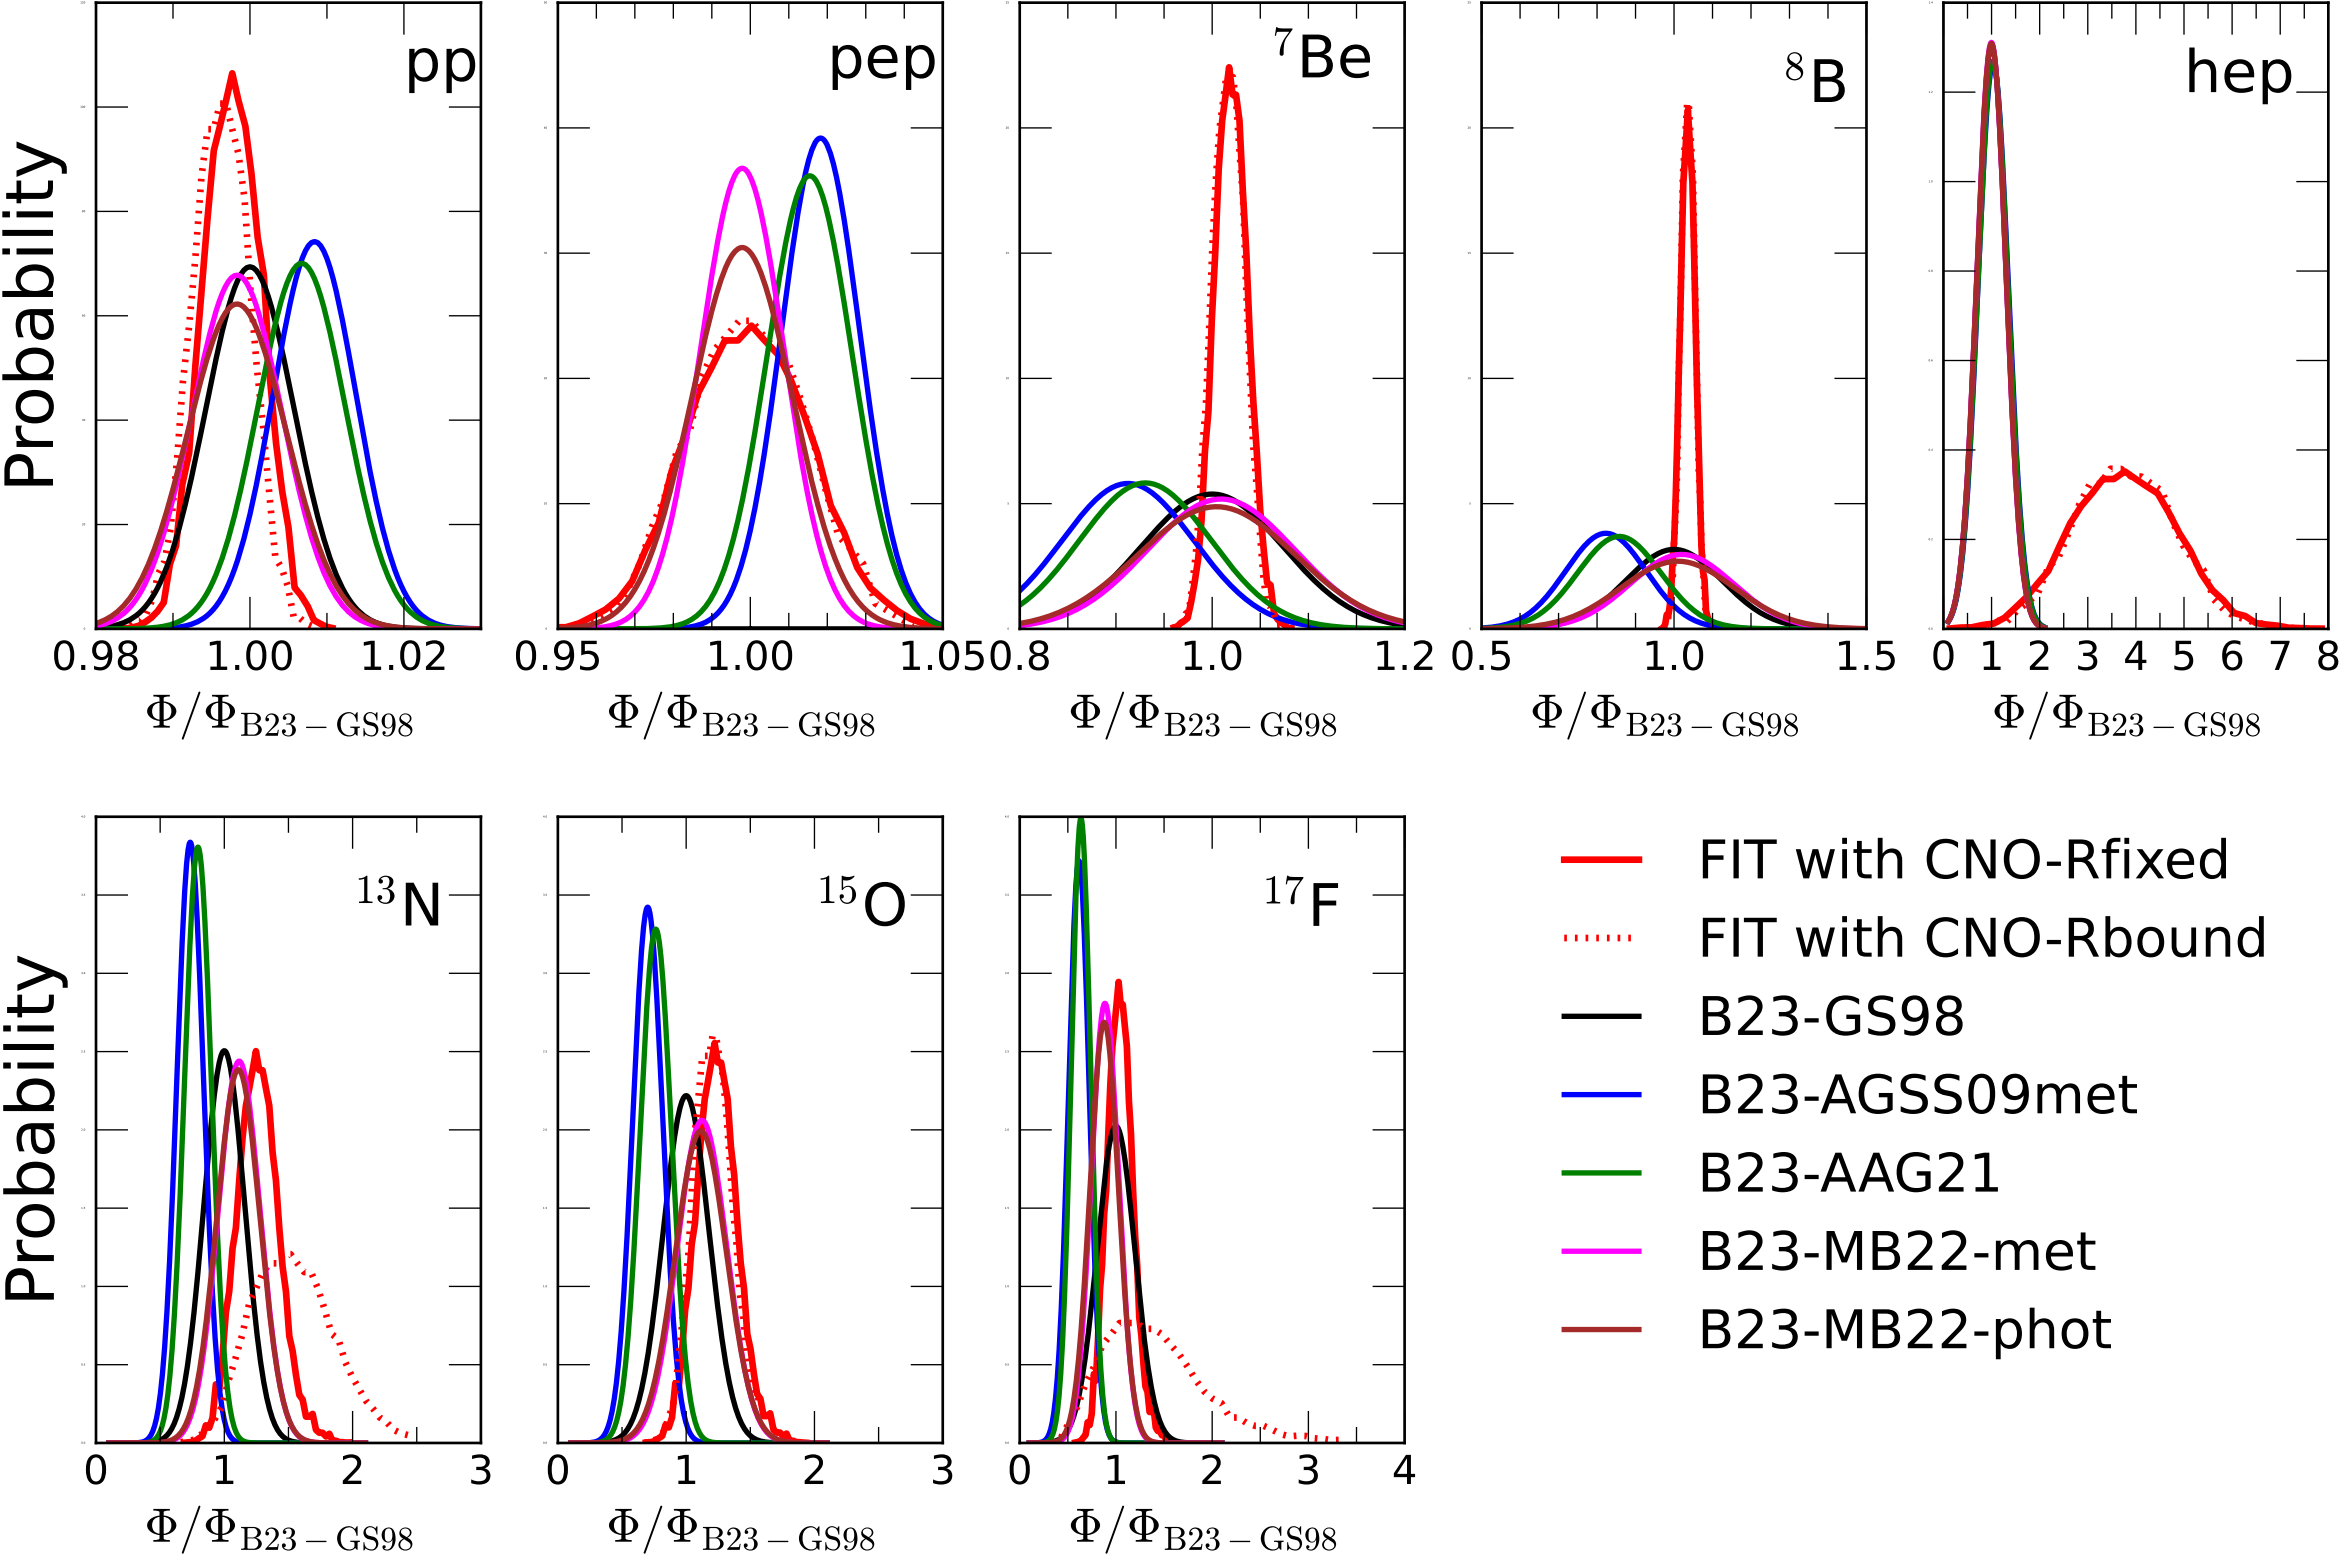 Probability
pp
pep
⁷Be
⁸B
hep
0.98 1.00 1.02
0.95 1.00 1.05
0.8 1.0 1.2
0.5 1.0 1.5
0 1 2 3 4 5 6 7 8
Φ/Φ_B23 − GS98
Φ/Φ_B23 − GS98
Φ/Φ_B23 − GS98
Φ/Φ_B23 − GS98
Φ/Φ_B23 − GS98
Probability
¹³N
¹⁵O
¹⁷F
0 1 2 3
0 1 2 3
0 1 2 3 4
Φ/Φ_B23 − GS98
Φ/Φ_B23 − GS98
Φ/Φ_B23 − GS98
FIT with CNO-Rfixed
FIT with CNO-Rbound
B23-GS98
B23-AGSS09met
B23-AAG21
B23-MB22-met
B23-MB22-phot